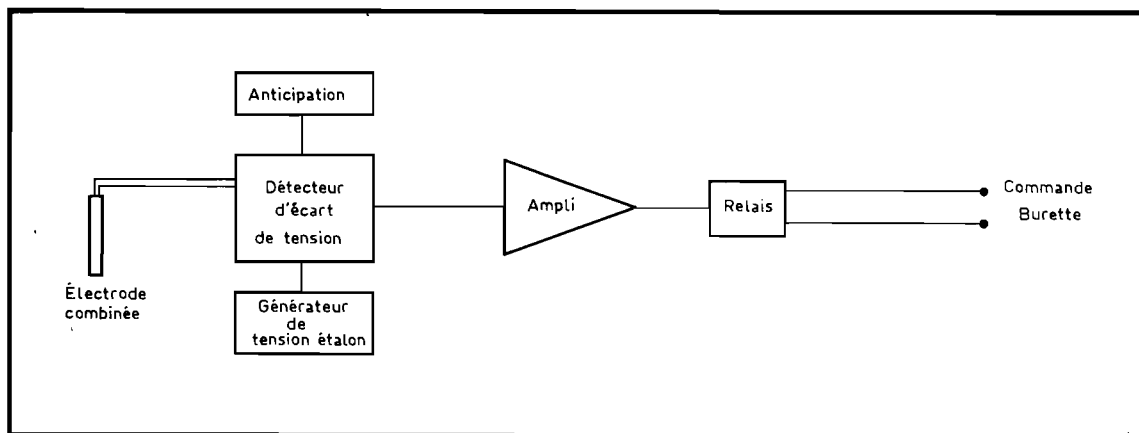 Anticipation
Détecteur
d'écart
de tension
Électrode
combinée
Générateur
de
tension étalon
Ampli
Relais
Commande
Burette